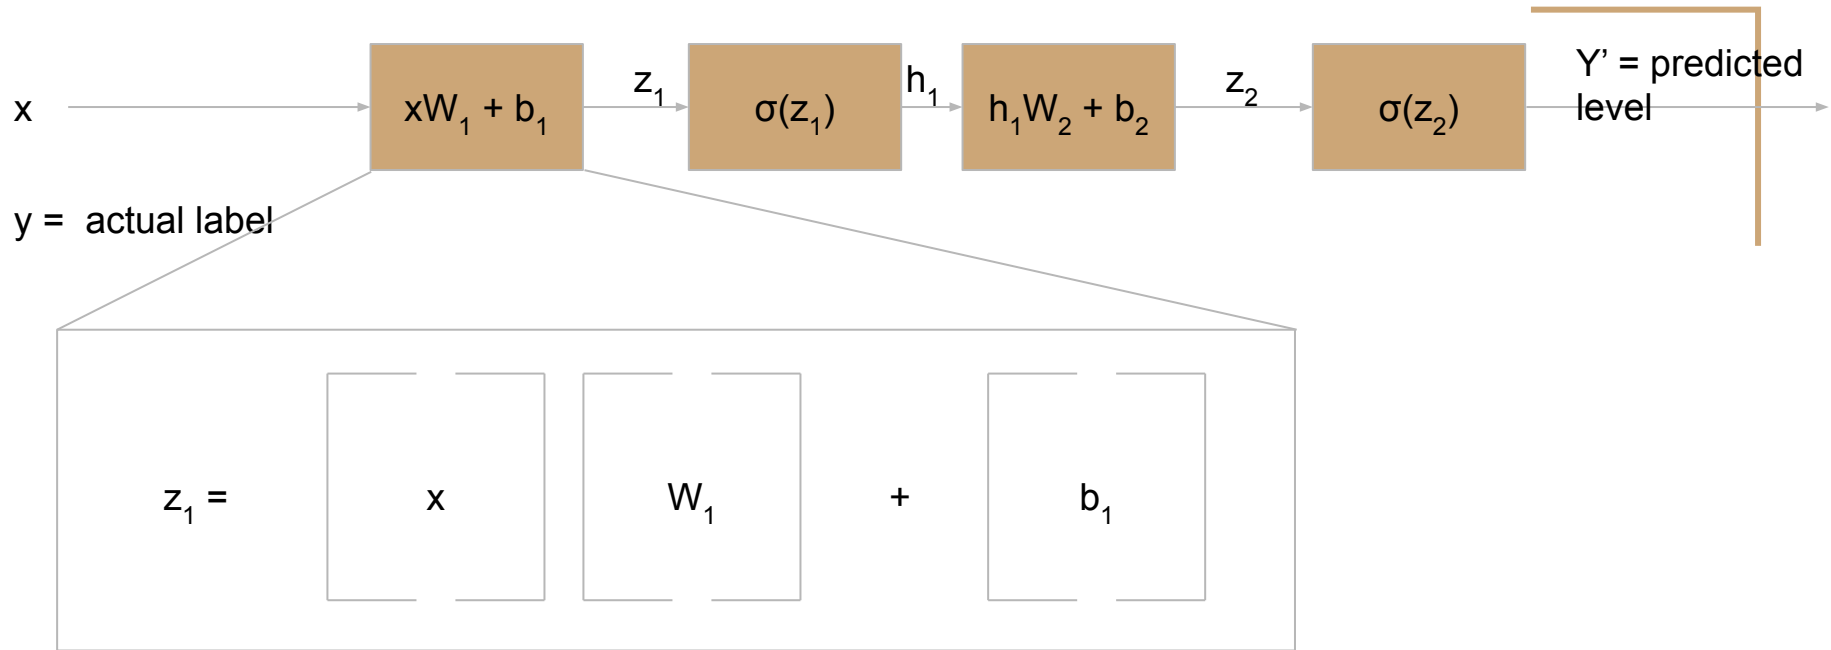 x
xW₁ + b₁
z₁
σ(z₁)
h₁
h₁W₂ + b₂
z₂
σ(z₂)
Y’ = predicted
level
y = actual label
z₁ =
x
W₁
+
b₁